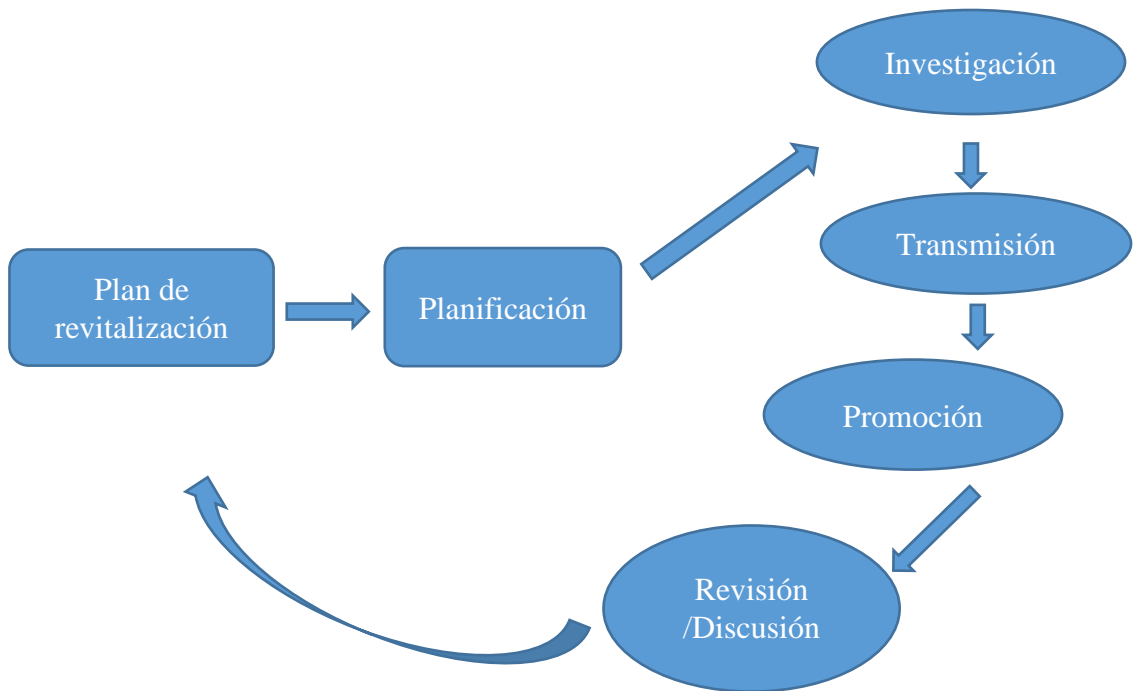 Plan de
revitalización
Planificación
Investigación
Transmisión
Promoción
Revisión
/Discusión